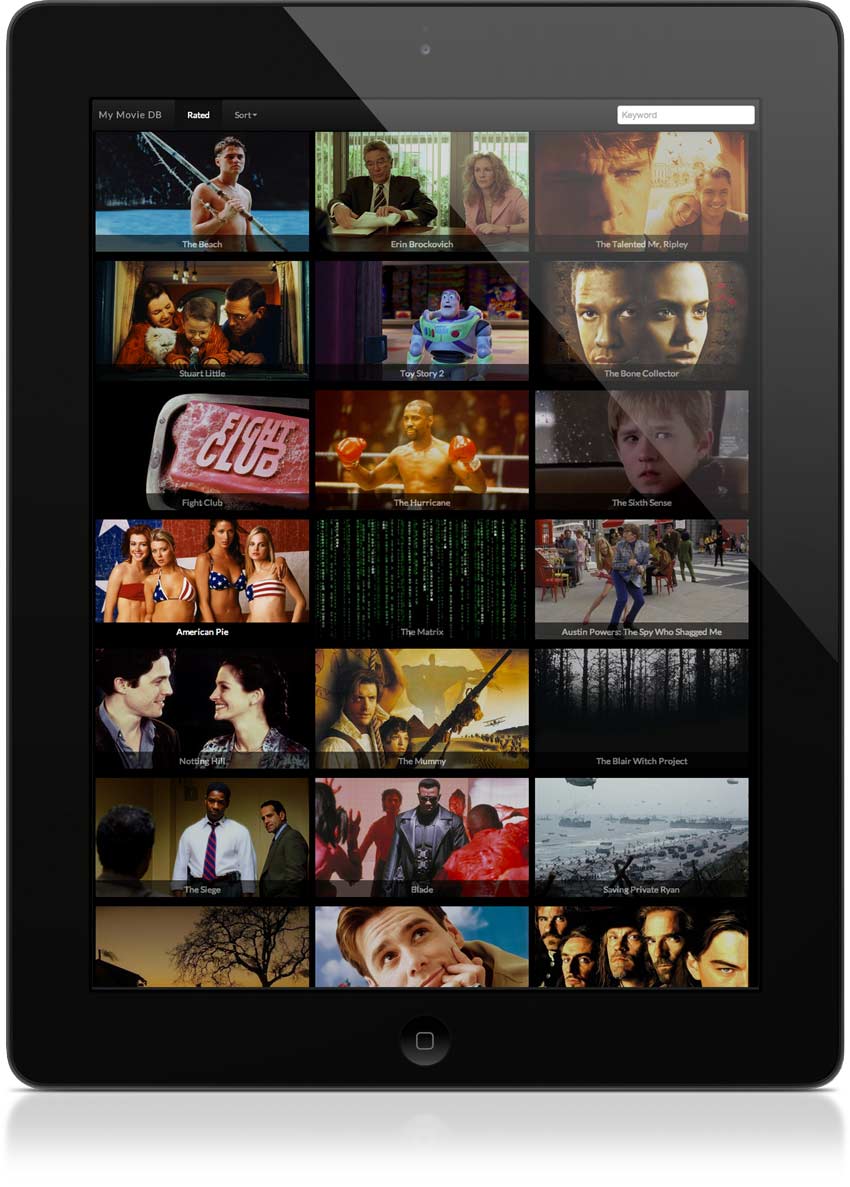 My Movie DB Rated Sort Keyword
The Beach Erin Brockovich The Talented Mr. Ripley
Stuart Little Toy Story 2 The Bone Collector
FIGHT
CLUB
Fight Club The Hurricane The Sixth Sense
American Pie The Matrix Austin Powers: The Spy Who Shagged Me
Notting Hill The Mummy The Blair Witch Project
The Siege Blade Saving Private Ryan